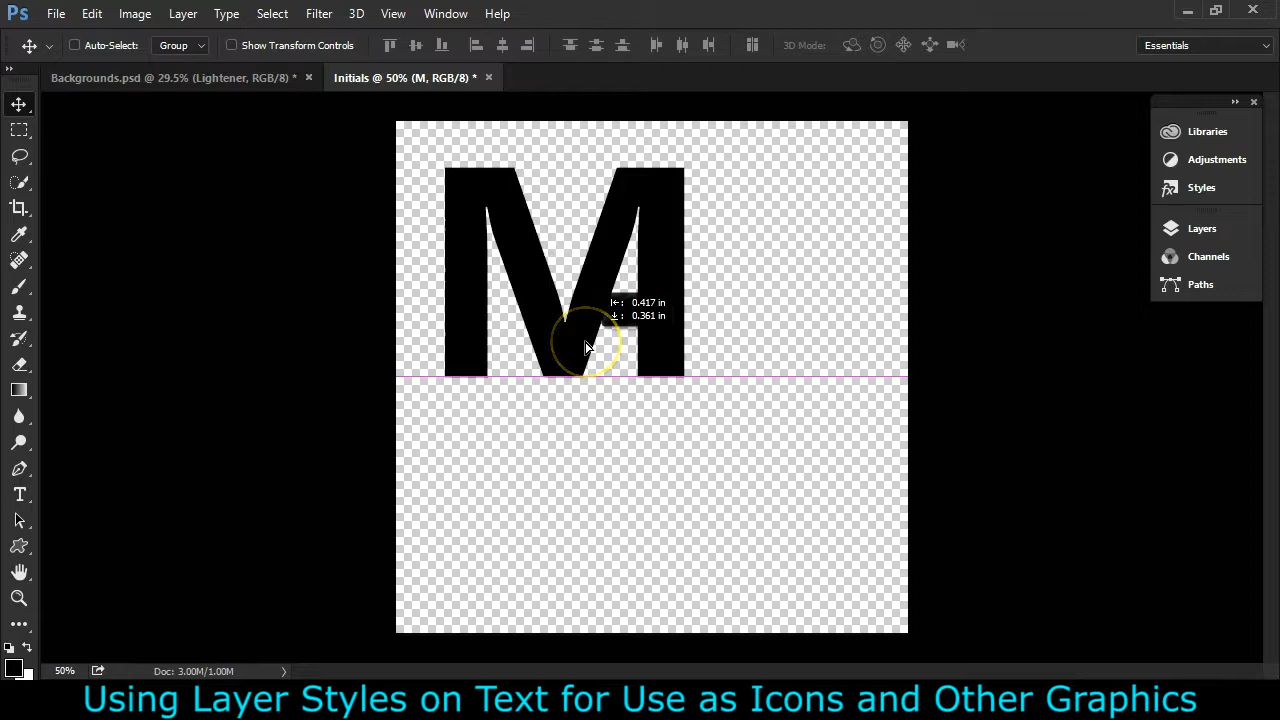 Ps File Edit Image Layer Type Select Filter 3D View Window Help
Auto-Select: Group Show Transform Controls 3D Mode: Essentials
Backgrounds.psd @ 29.5% (Lightener, RGB/8) * × Initials @ 50% (M, RGB/8) * ×
Libraries
Adjustments
Styles
Layers
Channels
Paths
MA
0.417 in
0.361 in
50% Doc: 3.00M/1.00M
Using Layer Styles on Text for Use as Icons and Other Graphics